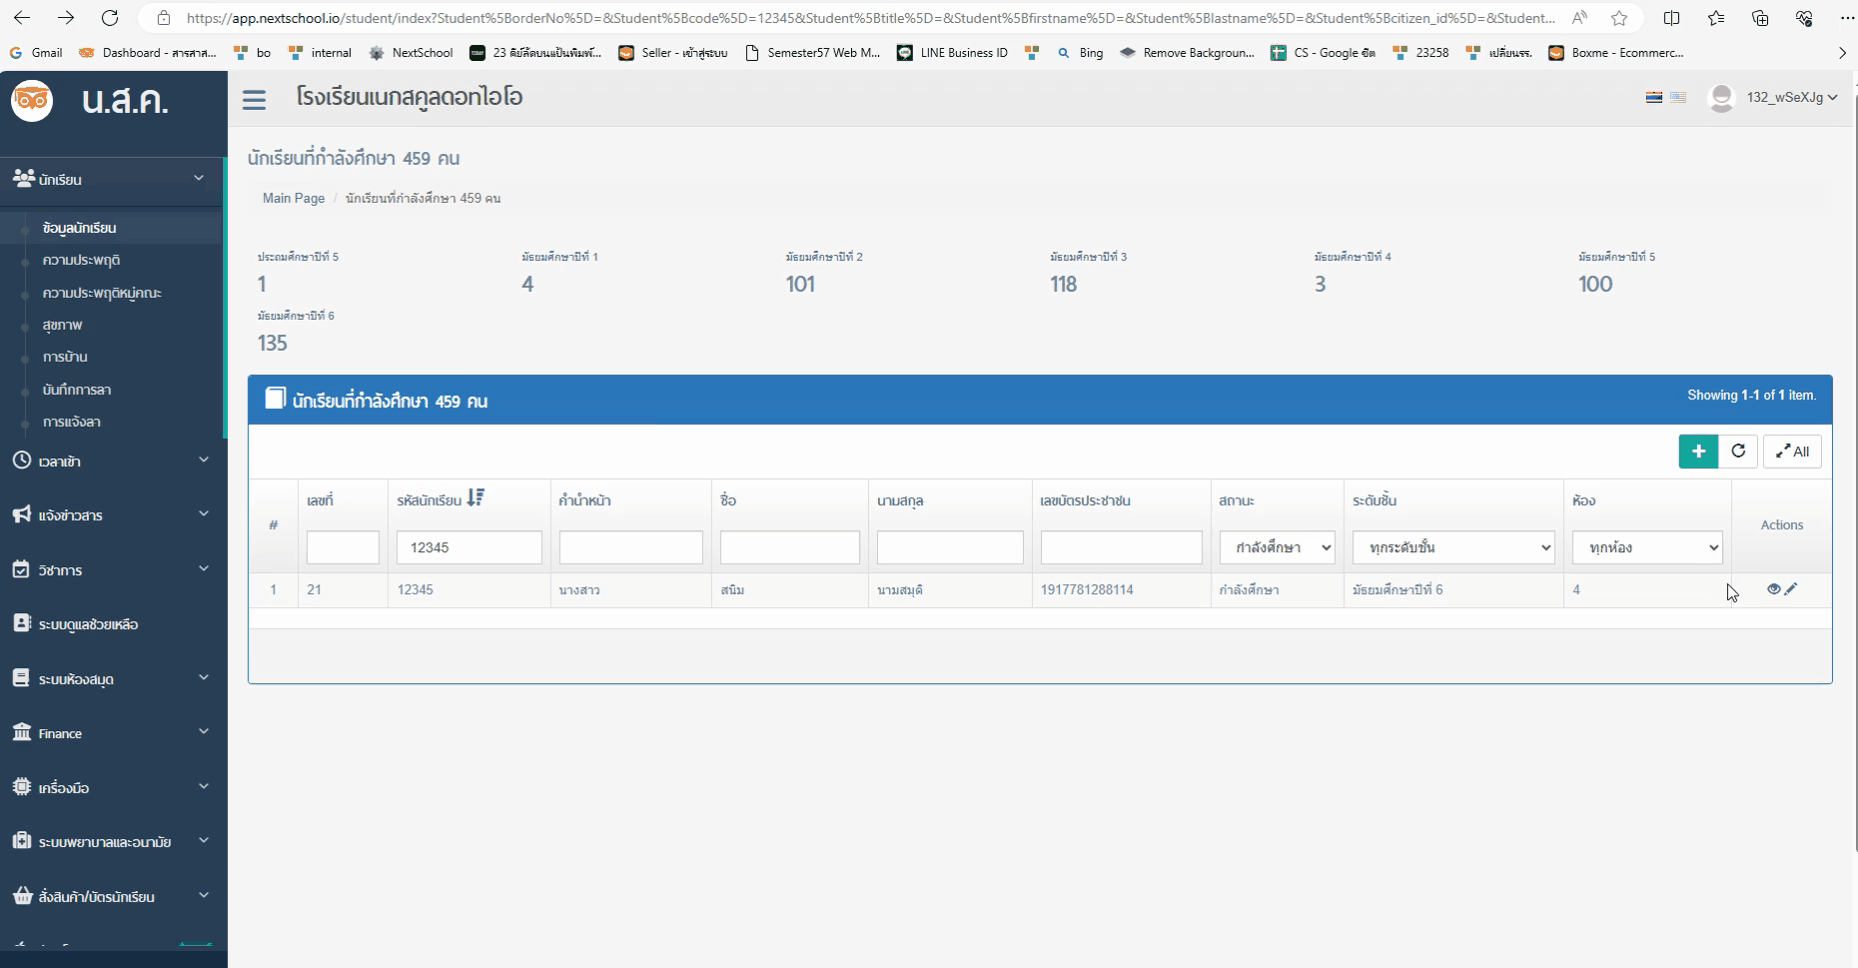 https://app.nextschool.io/student/index?Student%5BorderNo%5D=&Student%5Bcode%5D=12345&Student%5Btitle%5D=&Student%5Bfirstname%5D=&Student%5Blastname%5D=&Student%5Bcitizen_id%5D=&Student...
Gmail Dashboard - สารสาส... bo internal NextSchool 23 คีย์ลัดบนแป้นพิมพ์... Seller - เข้าสู่ระบบ Semester57 Web M... LINE Business ID Bing Remove Backgroun... CS - Google ชีต 23258 เปลี่ยนรร. Boxme - Ecommerc...
น.ส.ค.
โรงเรียนเนกสคูลดอทไอโอ
132_wSeXJg
นักเรียน
ข้อมูลนักเรียน
ความประพฤติ
ความประพฤติหมู่คณะ
สุขภาพ
การบ้าน
บันทึกการลา
การแจ้งลา
เวลาเข้า
แจ้งข่าวสาร
วิชาการ
ระบบดูแลช่วยเหลือ
ระบบห้องสมุด
Finance
เครื่องมือ
ระบบพยาบาลและอนามัย
สั่งสินค้า/บัตรนักเรียน
นักเรียนที่กำลังศึกษา 459 คน
Main Page / นักเรียนที่กำลังศึกษา 459 คน
ประถมศึกษาปีที่ 5 มัธยมศึกษาปีที่ 1 มัธยมศึกษาปีที่ 2 มัธยมศึกษาปีที่ 3 มัธยมศึกษาปีที่ 4 มัธยมศึกษาปีที่ 5
1 4 101 118 3 100
มัธยมศึกษาปีที่ 6
135
นักเรียนที่กำลังศึกษา 459 คน
Showing 1-1 of 1 item.
All
# เลขที่ รหัสนักเรียน คำนำหน้า ชื่อ นามสกุล เลขบัตรประชาชน สถานะ ระดับชั้น ห้อง Actions
12345 กำลังศึกษา ทุกระดับชั้น ทุกห้อง
1 21 12345 นางสาว สนิม นามสมุติ 1917781288114 กำลังศึกษา มัธยมศึกษาปีที่ 6 4